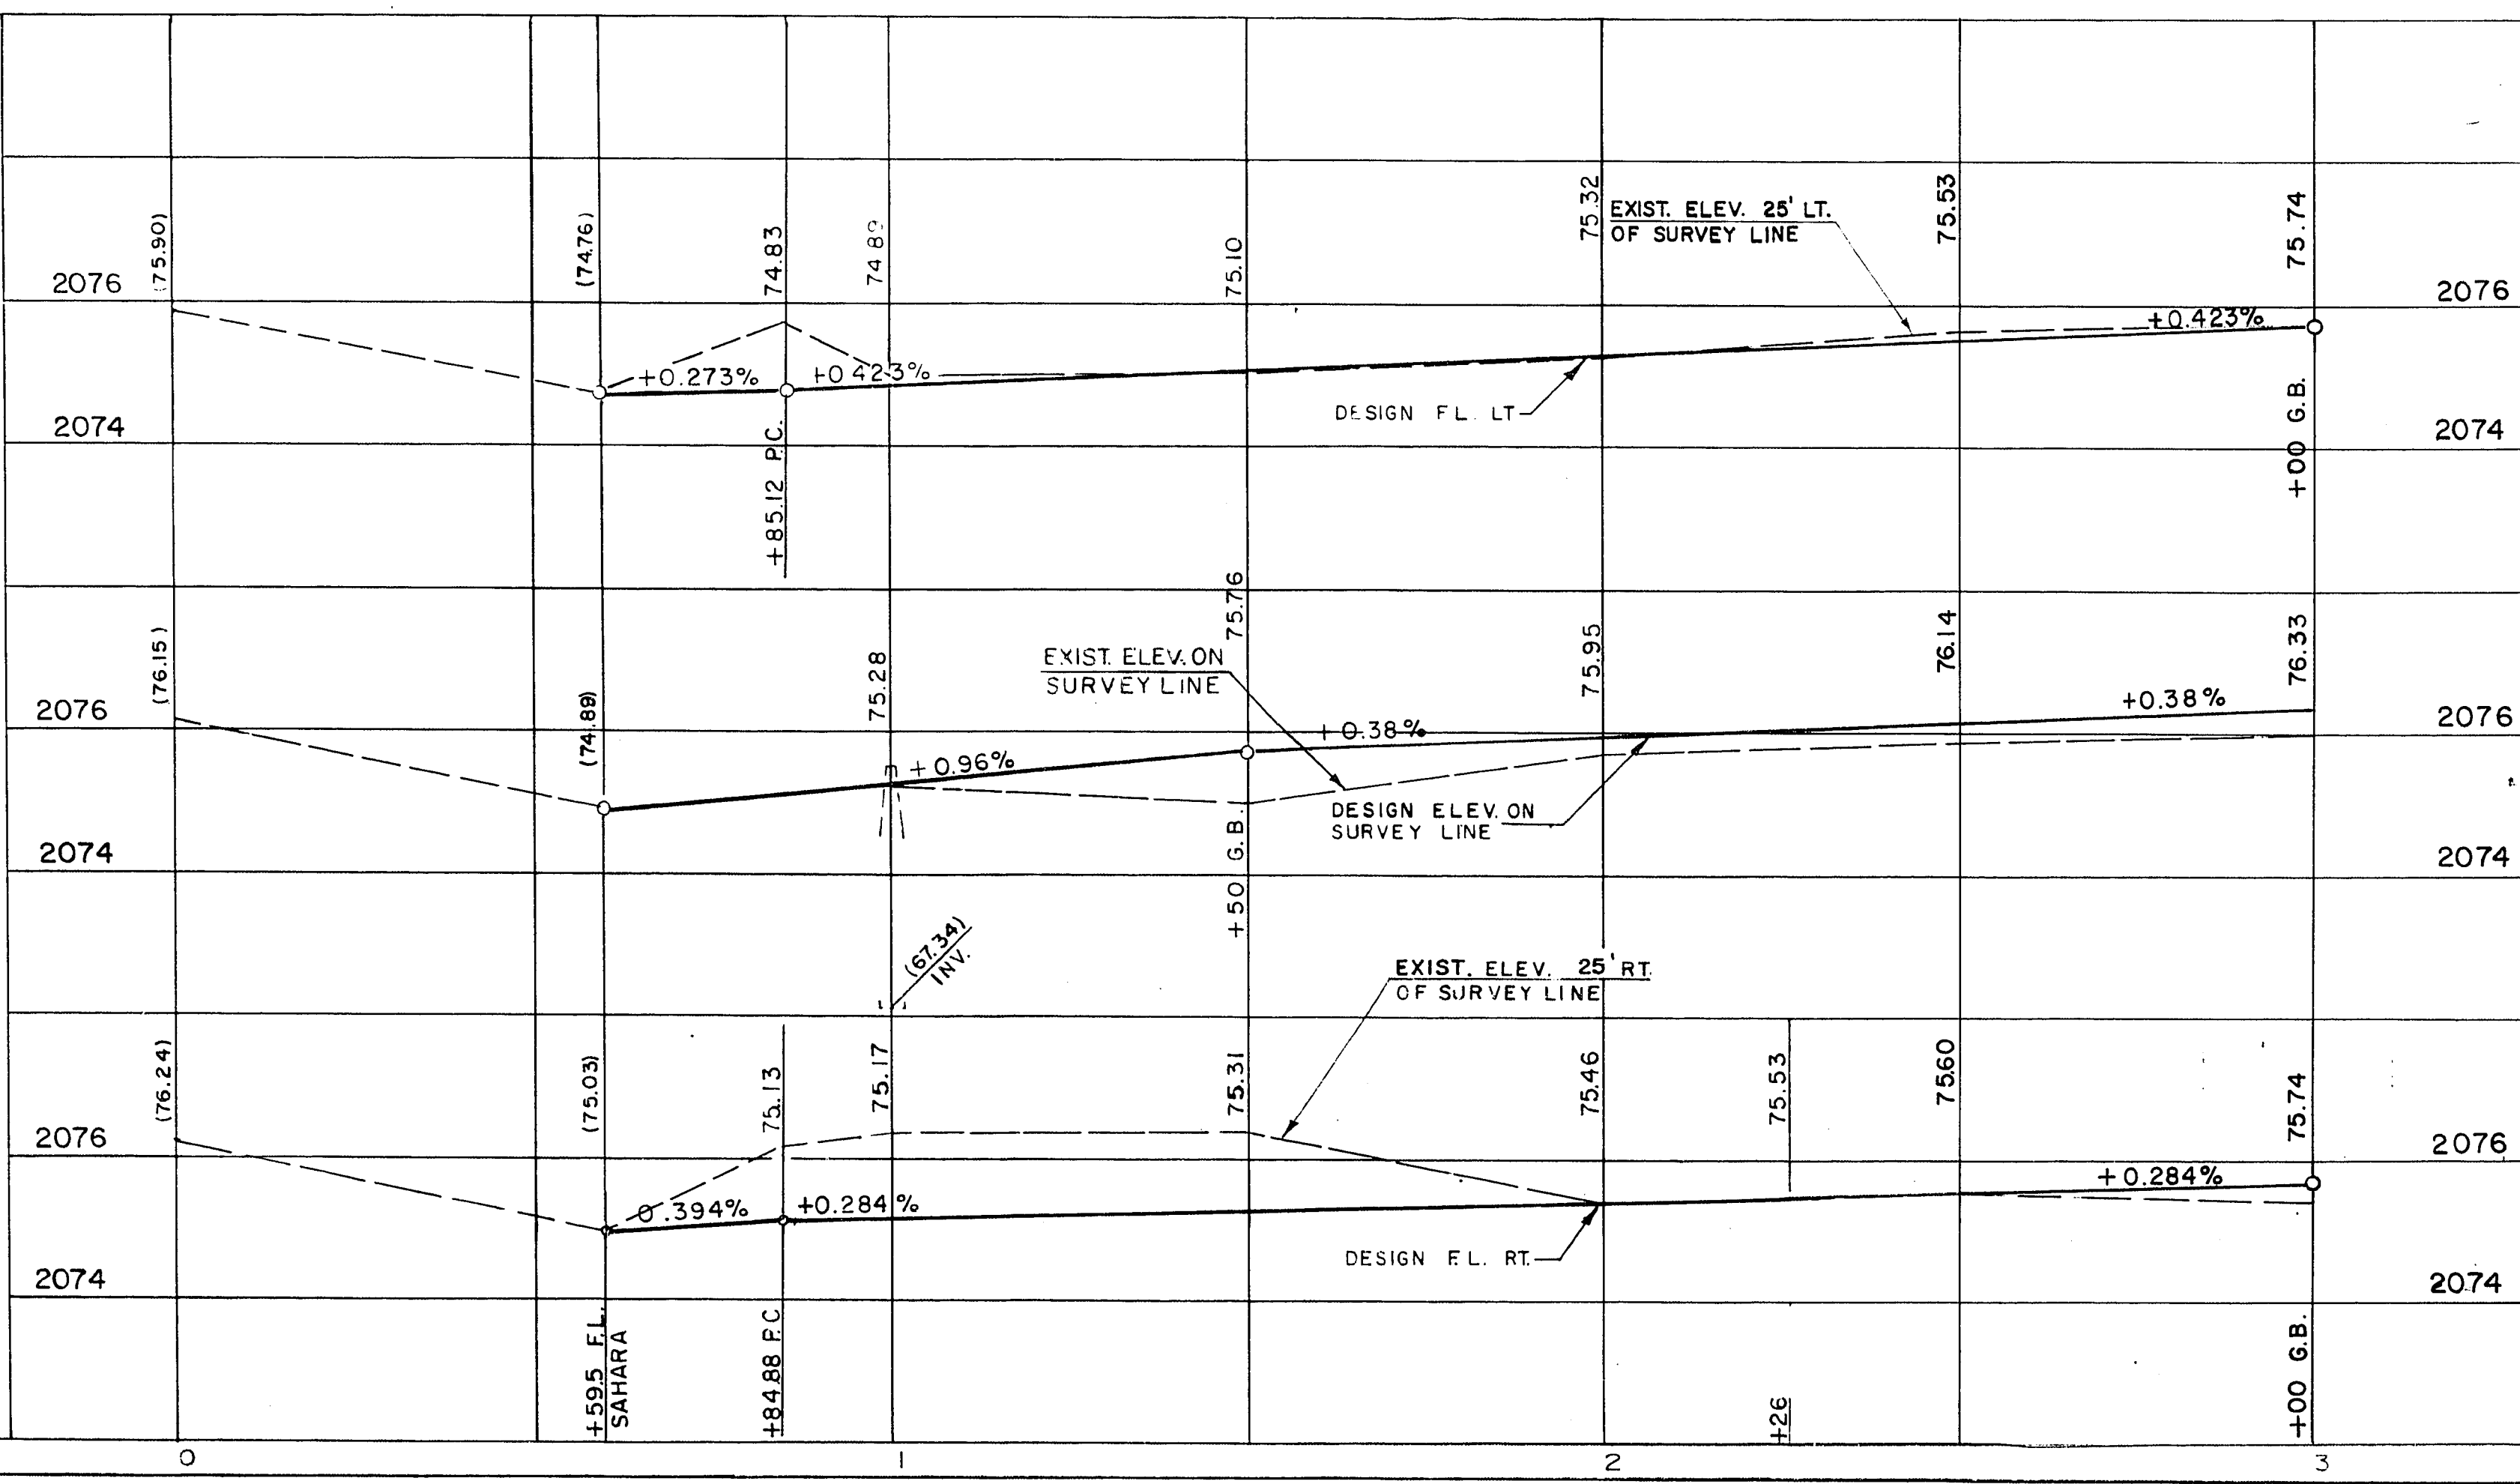 (75.90)
(74.76)
74.83
74.89
75.10
75.32
EXIST. ELEV. 25' LT.
OF SURVEY LINE
75.53
75.74
2076
2076
+0.273%
+0.423%
+0.423%
DESIGN F.L. LT
2074
2074
+85.12 P.C.
+00 G.B.
(76.15)
(74.89)
75.28
EXIST. ELEV. ON
SURVEY LINE
75.76
75.95
76.14
76.33
2076
2076
+0.96%
+0.38%
+0.38%
DESIGN ELEV. ON
SURVEY LINE
2074
2074
+50 G.B.
(67.34)
INV.
EXIST. ELEV. 25' RT.
OF SURVEY LINE
(76.24)
(75.03)
75.13
75.17
75.31
75.46
75.53
75.60
75.74
2076
2076
0.394%
+0.284%
+0.284%
DESIGN F.L. RT.
2074
2074
+59.5 F.L.
SAHARA
+84.88 P.C
+26
+00 G.B.
0
1
2
3